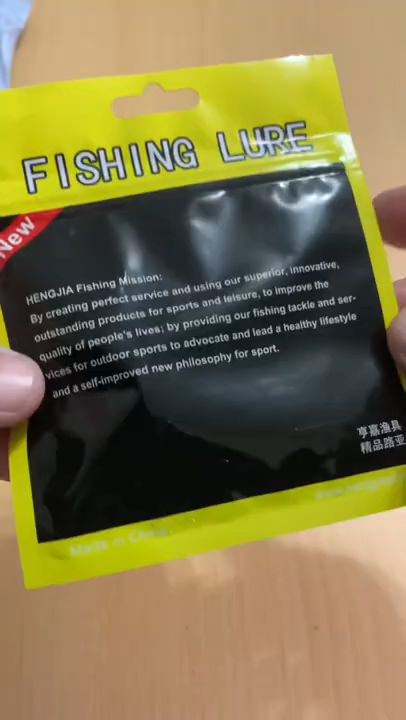 FISHING LURE
New
HENGJIA Fishing Mission:
By creating perfect service and using our superior, innovative,
outstanding products for sports and leisure, to improve the
quality of people's lives; by providing our fishing tackle and ser-
vices for outdoor sports to advocate and lead a healthy lifestyle
and a self-improved new philosophy for sport.
亨嘉漁具
精品路亚
Made in China